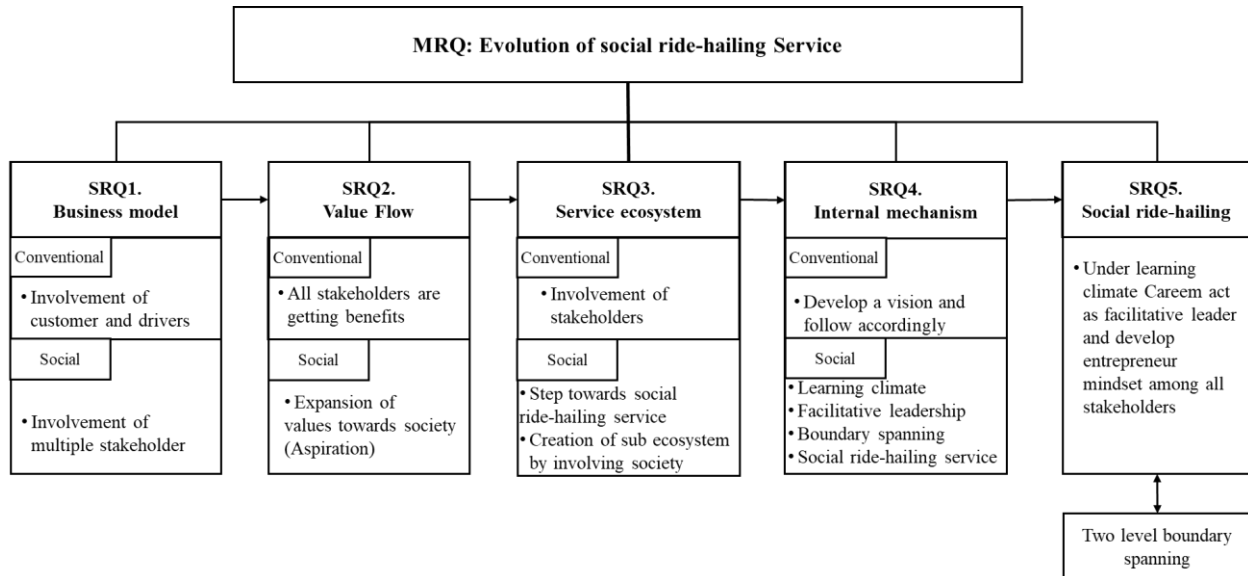 MRQ: Evolution of social ride-hailing Service
SRQ1.
Business model
Conventional
• Involvement of
customer and drivers
Social
• Involvement of
multiple stakeholder
SRQ2.
Value Flow
Conventional
• All stakeholders are
getting benefits
Social
• Expansion of
values towards society
(Aspiration)
SRQ3.
Service ecosystem
Conventional
• Involvement of
stakeholders
Social
• Step towards social
ride-hailing service
• Creation of sub ecosystem
by involving society
SRQ4.
Internal mechanism
Conventional
• Develop a vision and
follow accordingly
Social
• Learning climate
• Facilitative leadership
• Boundary spanning
• Social ride-hailing service
SRQ5.
Social ride-hailing
• Under learning
climate Careem act
as facilitative leader
and develop
entrepreneur
mindset among all
stakeholders
Two level boundary
spanning